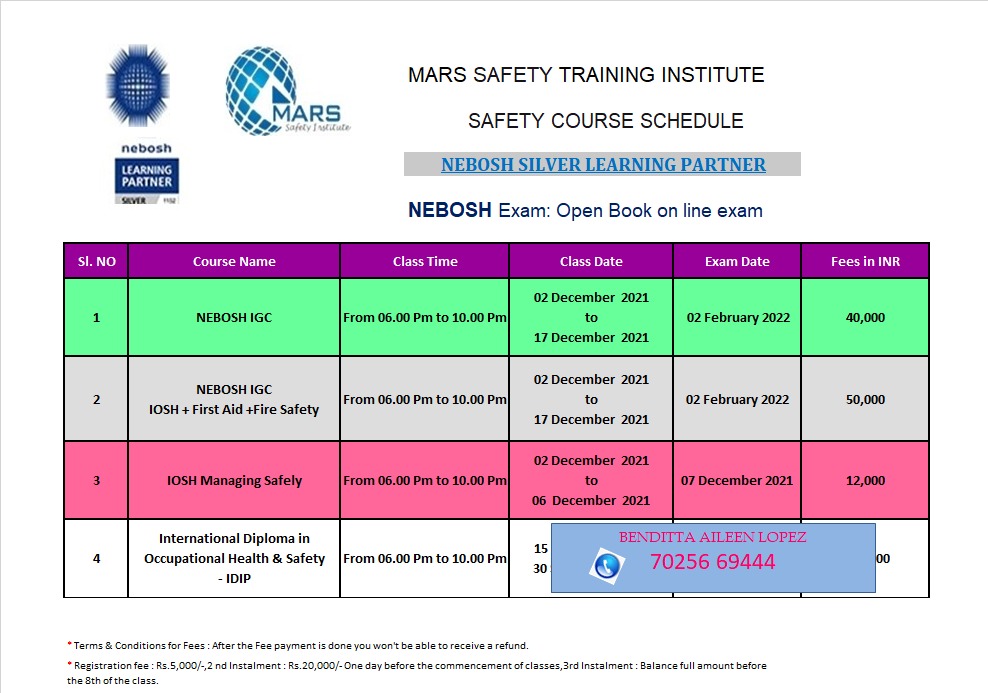 nebosh
LEARNING
PARTNER
SILVER 1152
MARS
Safety Institute
MARS SAFETY TRAINING INSTITUTE
SAFETY COURSE SCHEDULE
NEBOSH SILVER LEARNING PARTNER
NEBOSH Exam: Open Book on line exam
Sl. NO Course Name Class Time Class Date Exam Date Fees in INR
1 NEBOSH IGC From 06.00 Pm to 10.00 Pm 02 December 2021 to 17 December 2021 02 February 2022 40,000
2 NEBOSH IGC IOSH + First Aid +Fire Safety From 06.00 Pm to 10.00 Pm 02 December 2021 to 17 December 2021 02 February 2022 50,000
3 IOSH Managing Safely From 06.00 Pm to 10.00 Pm 02 December 2021 to 06 December 2021 07 December 2021 12,000
4 International Diploma in Occupational Health & Safety - IDIP From 06.00 Pm to 10.00 Pm 15 30 00
BENDITTA AILEEN LOPEZ
70256 69444
* Terms & Conditions for Fees : After the Fee payment is done you won't be able to receive a refund.
* Registration fee : Rs.5,000/-,2 nd Instalment : Rs.20,000/- One day before the commencement of classes,3rd Instalment : Balance full amount before
the 8th of the class.